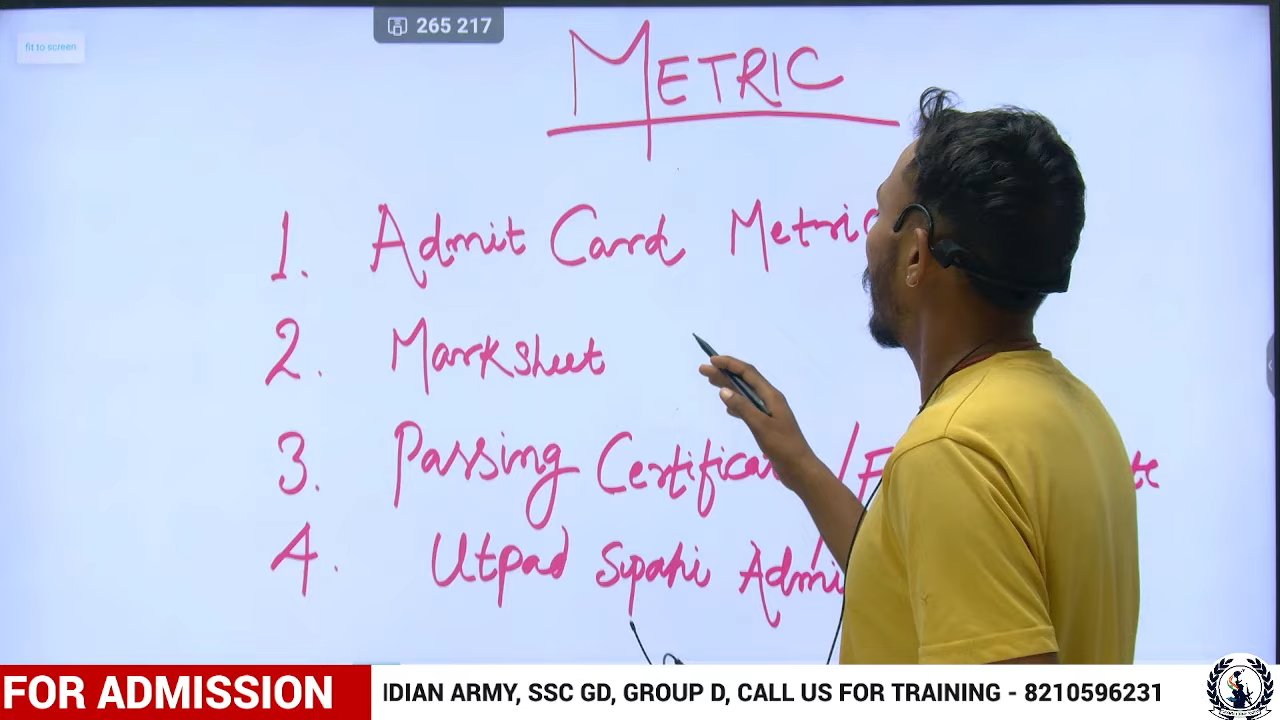 265 217
fit to screen
METRIC
1. Admit Card Metric
2. Marksheet
3. Passing Certificate /
4. Utpad Sipahi Admi
FOR ADMISSION
IDIAN ARMY, SSC GD, GROUP D, CALL US FOR TRAINING - 8210596231